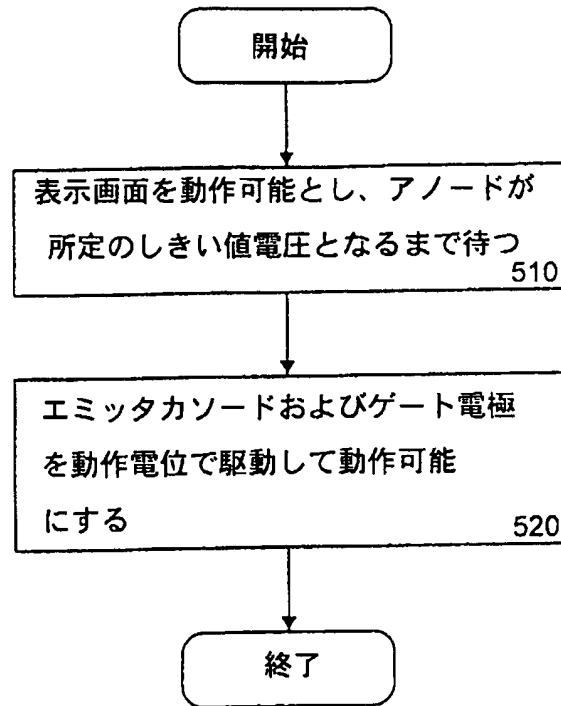 開始
表示画面を動作可能とし、アノードが
所定のしきい値電圧となるまで待つ
510
エミッタカソードおよびゲート電極
を動作電位で駆動して動作可能
にする
520
終了